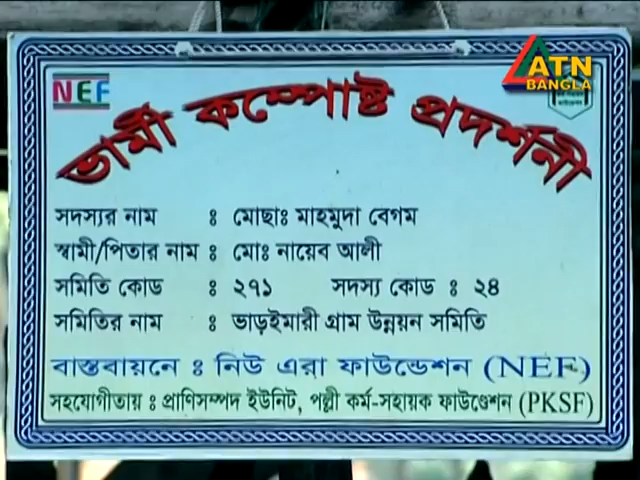 ATN
BANGLA
NEF
ভার্মী কম্পোষ্ট প্রদর্শনী
সদস্যর নাম ঃ মোছাঃ মাহমুদা বেগম
স্বামী/পিতার নাম ঃ মোঃ নায়েব আলী
সমিতি কোড ঃ ২৭১ সদস্য কোড ঃ ২৪
সমিতির নাম ঃ ভাড়ইমারী গ্রাম উন্নয়ন সমিতি
বাস্তবায়নে ঃ নিউ এরা ফাউন্ডেশন (NEF)
সহযোগীতায় ঃ প্রাণিসম্পদ ইউনিট, পল্লী কর্ম-সহায়ক ফাউণ্ডেশন (PKSF)